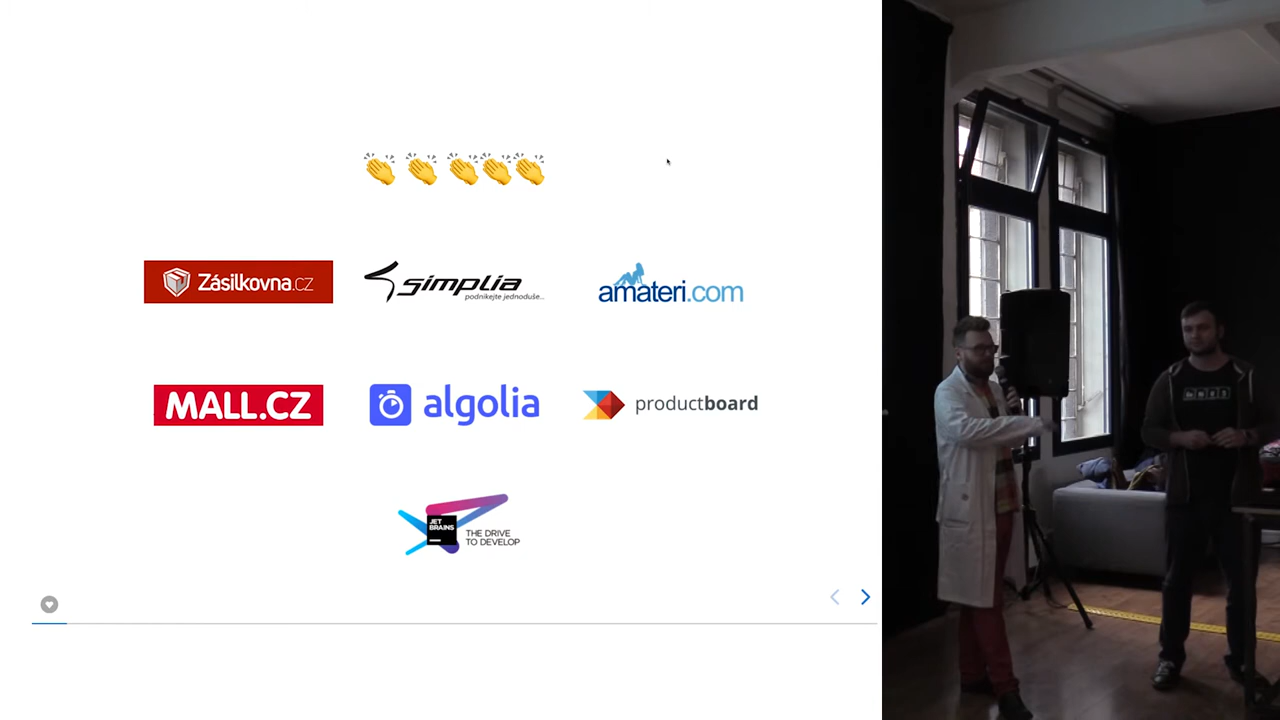 Zásilkovna.cz
simplia
podnikejte jednoduše...
amateri.com
MALL.CZ
algolia
productboard
JET
BRAINS
THE DRIVE
TO DEVELOP